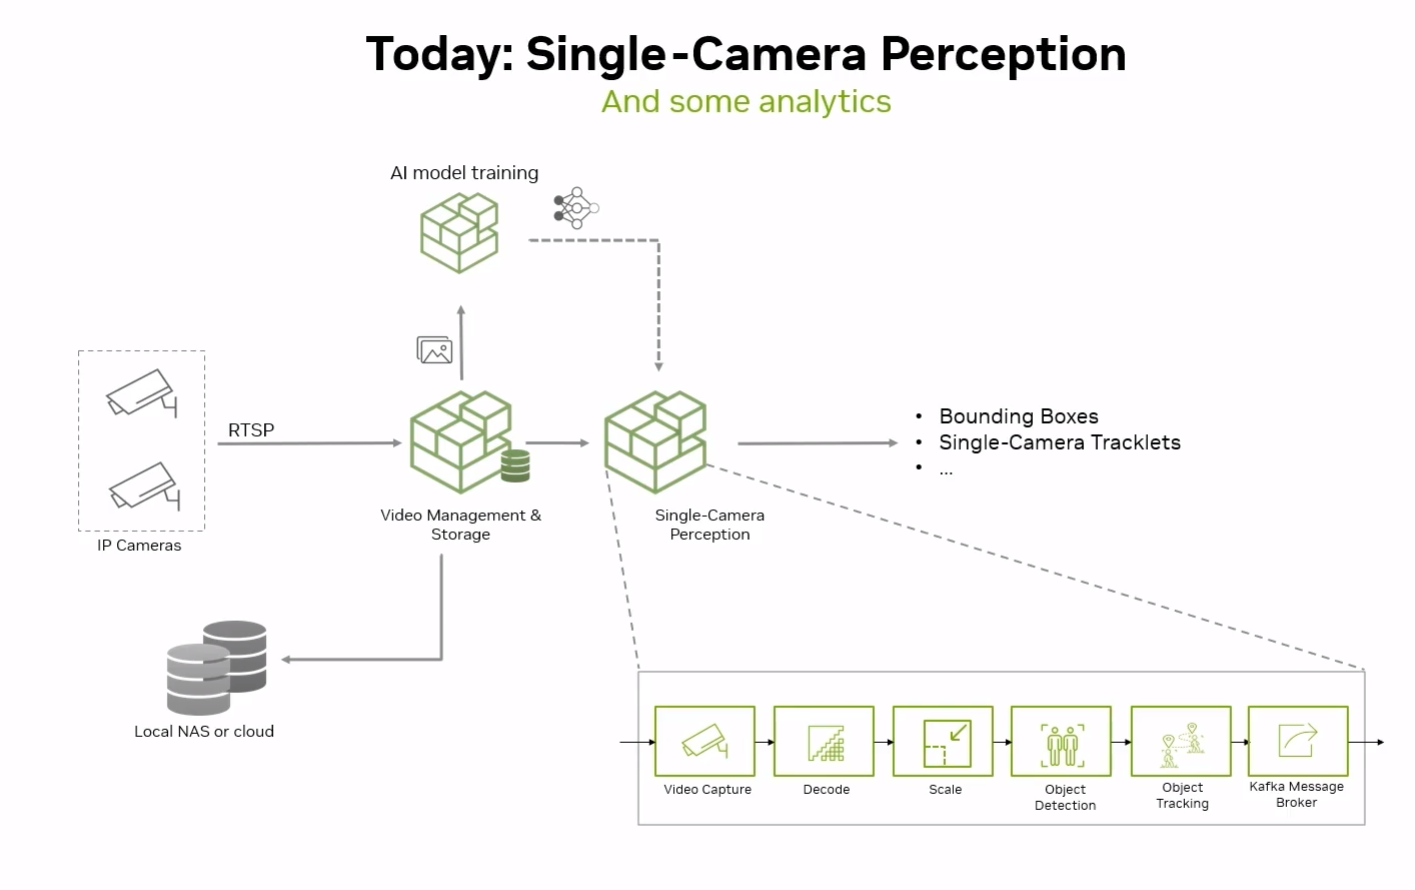 Today: Single-Camera Perception
And some analytics
AI model training
RTSP
IP Cameras
Video Management &
Storage
Single-Camera
Perception
• Bounding Boxes
• Single-Camera Tracklets
• ...
Local NAS or cloud
Video Capture
Decode
Scale
Object
Detection
Object
Tracking
Kafka Message
Broker